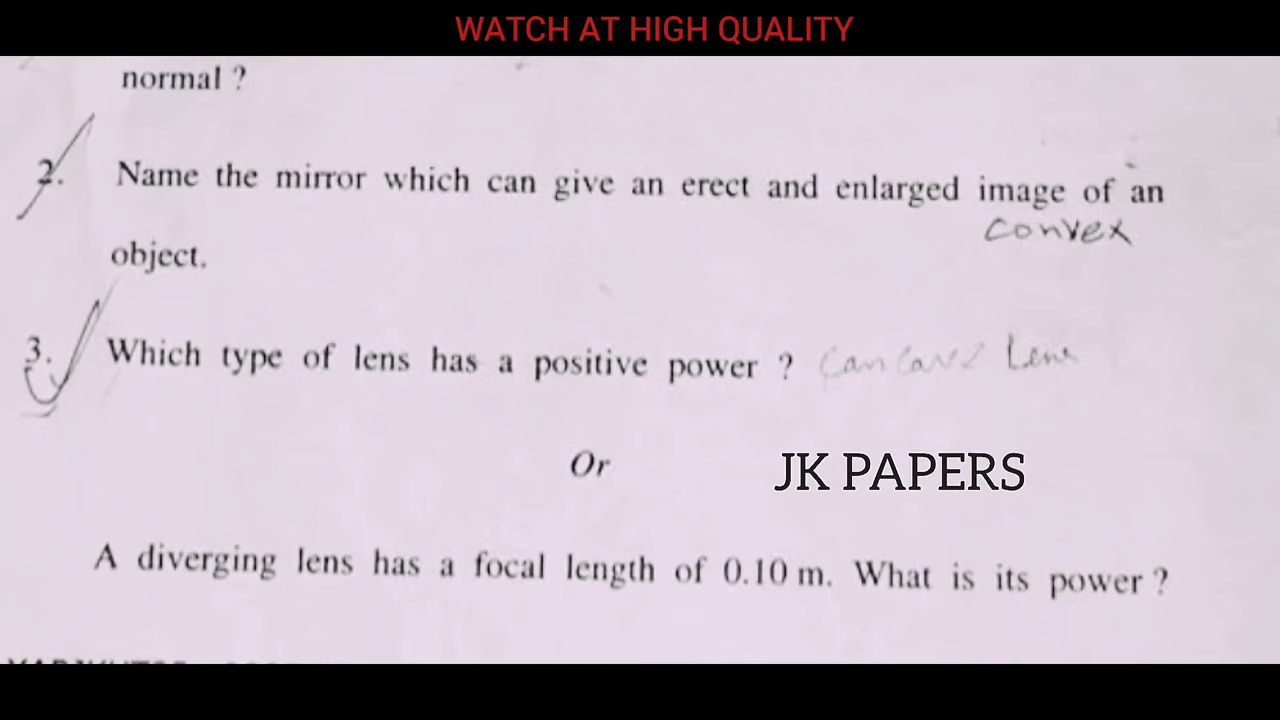 WATCH AT HIGH QUALITY
normal ?
2. Name the mirror which can give an erect and enlarged image of an
convex
object.
3. Which type of lens has a positive power ? Cancave Lens
Or
JK PAPERS
A diverging lens has a focal length of 0.10 m. What is its power ?